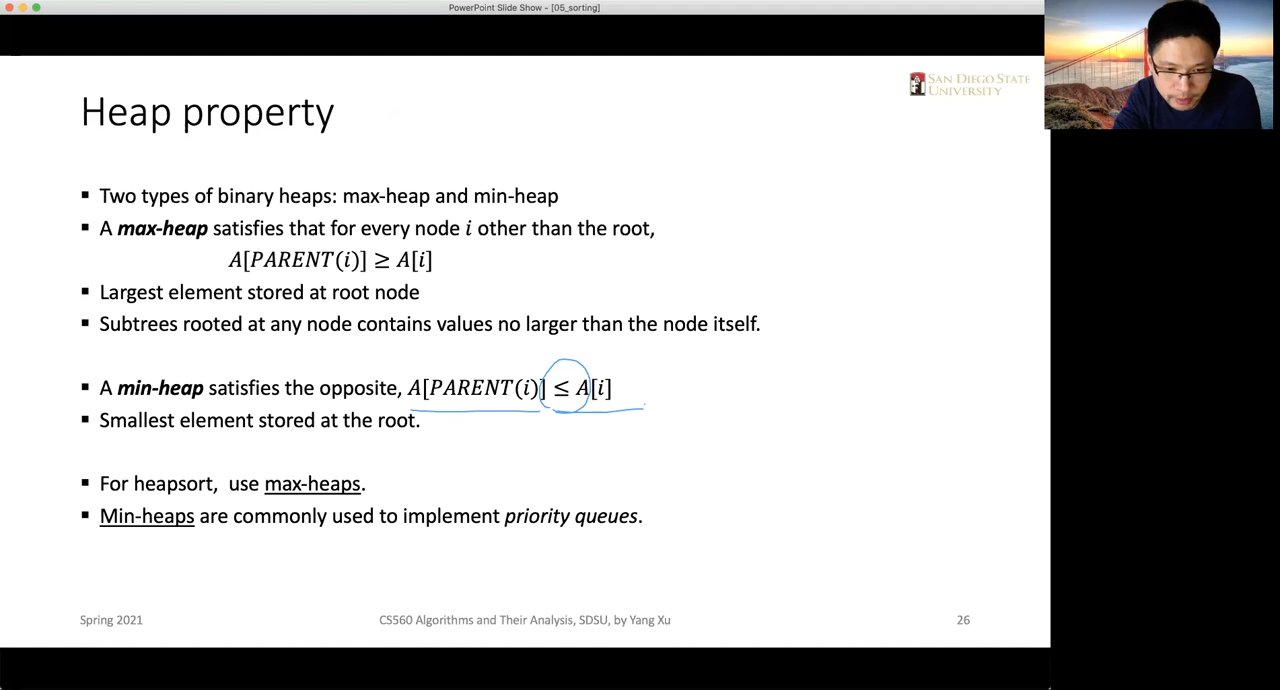 PowerPoint Slide Show - [05_sorting]
SAN DIEGO STATE
UNIVERSITY
Heap property
▪ Two types of binary heaps: max-heap and min-heap
▪ A max-heap satisfies that for every node i other than the root,
A[PARENT(i)] ≥ A[i]
▪ Largest element stored at root node
▪ Subtrees rooted at any node contains values no larger than the node itself.
▪ A min-heap satisfies the opposite, A[PARENT(i)] ≤ A[i]
▪ Smallest element stored at the root.
▪ For heapsort, use max-heaps.
▪ Min-heaps are commonly used to implement priority queues.
Spring 2021 CS560 Algorithms and Their Analysis, SDSU, by Yang Xu 26